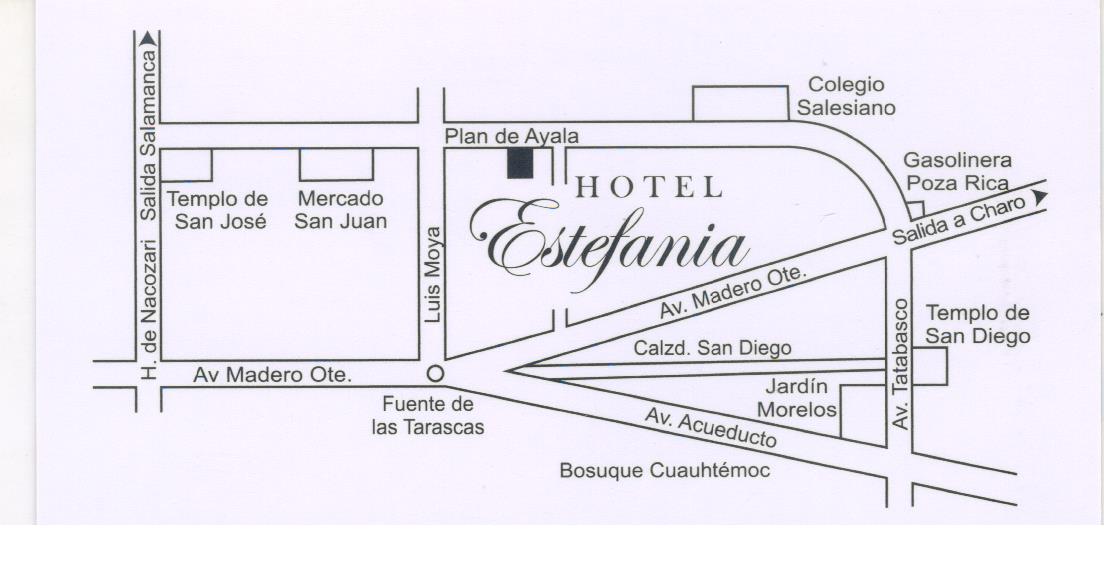 H. de Nacozari
Salida Salamanca
Plan de Ayala
Colegio
Salesiano
Gasolinera
Poza Rica
Salida a Charo
Templo de
San José
Mercado
San Juan
Luis Moya
HOTEL
Estefania
Av. Madero Ote.
Av. Tatabasco
Templo de
San Diego
Calzd. San Diego
Av Madero Ote.
Fuente de
las Tarascas
Jardín
Morelos
Av. Acueducto
Bosuque Cuauhtémoc